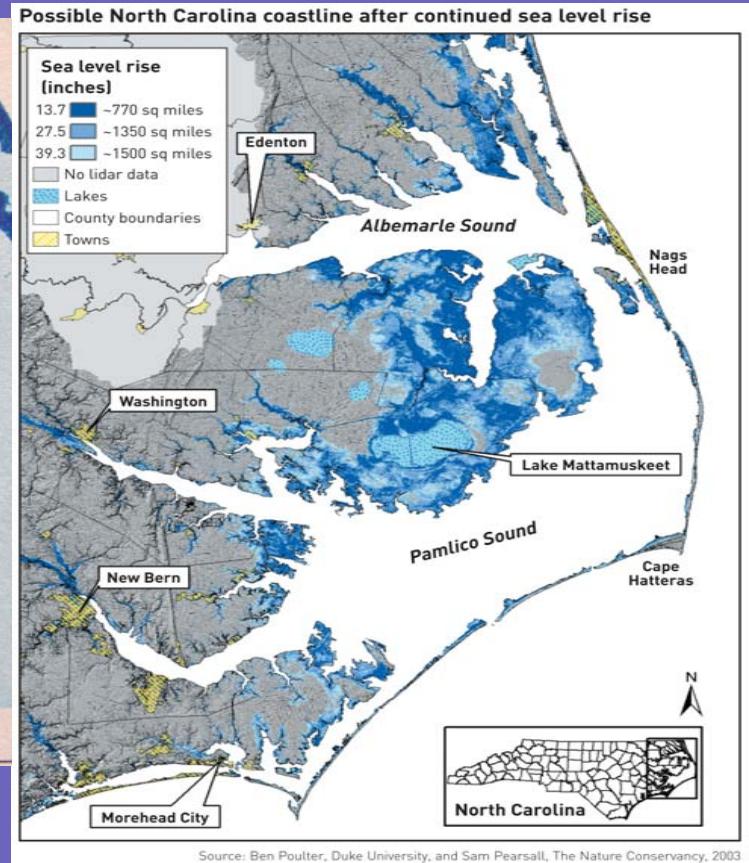 Possible North Carolina coastline after continued sea level rise
Sea level rise
(inches)
13.7 ~770 sq miles
27.5 ~1350 sq miles
39.3 ~1500 sq miles
No lidar data
Lakes
County boundaries
Towns
Edenton
Albemarle Sound
Nags
Head
Washington
Lake Mattamuskeet
Pamlico Sound
New Bern
Cape
Hatteras
N
Morehead City
North Carolina
Source: Ben Poulter, Duke University, and Sam Pearsall, The Nature Conservancy, 2003